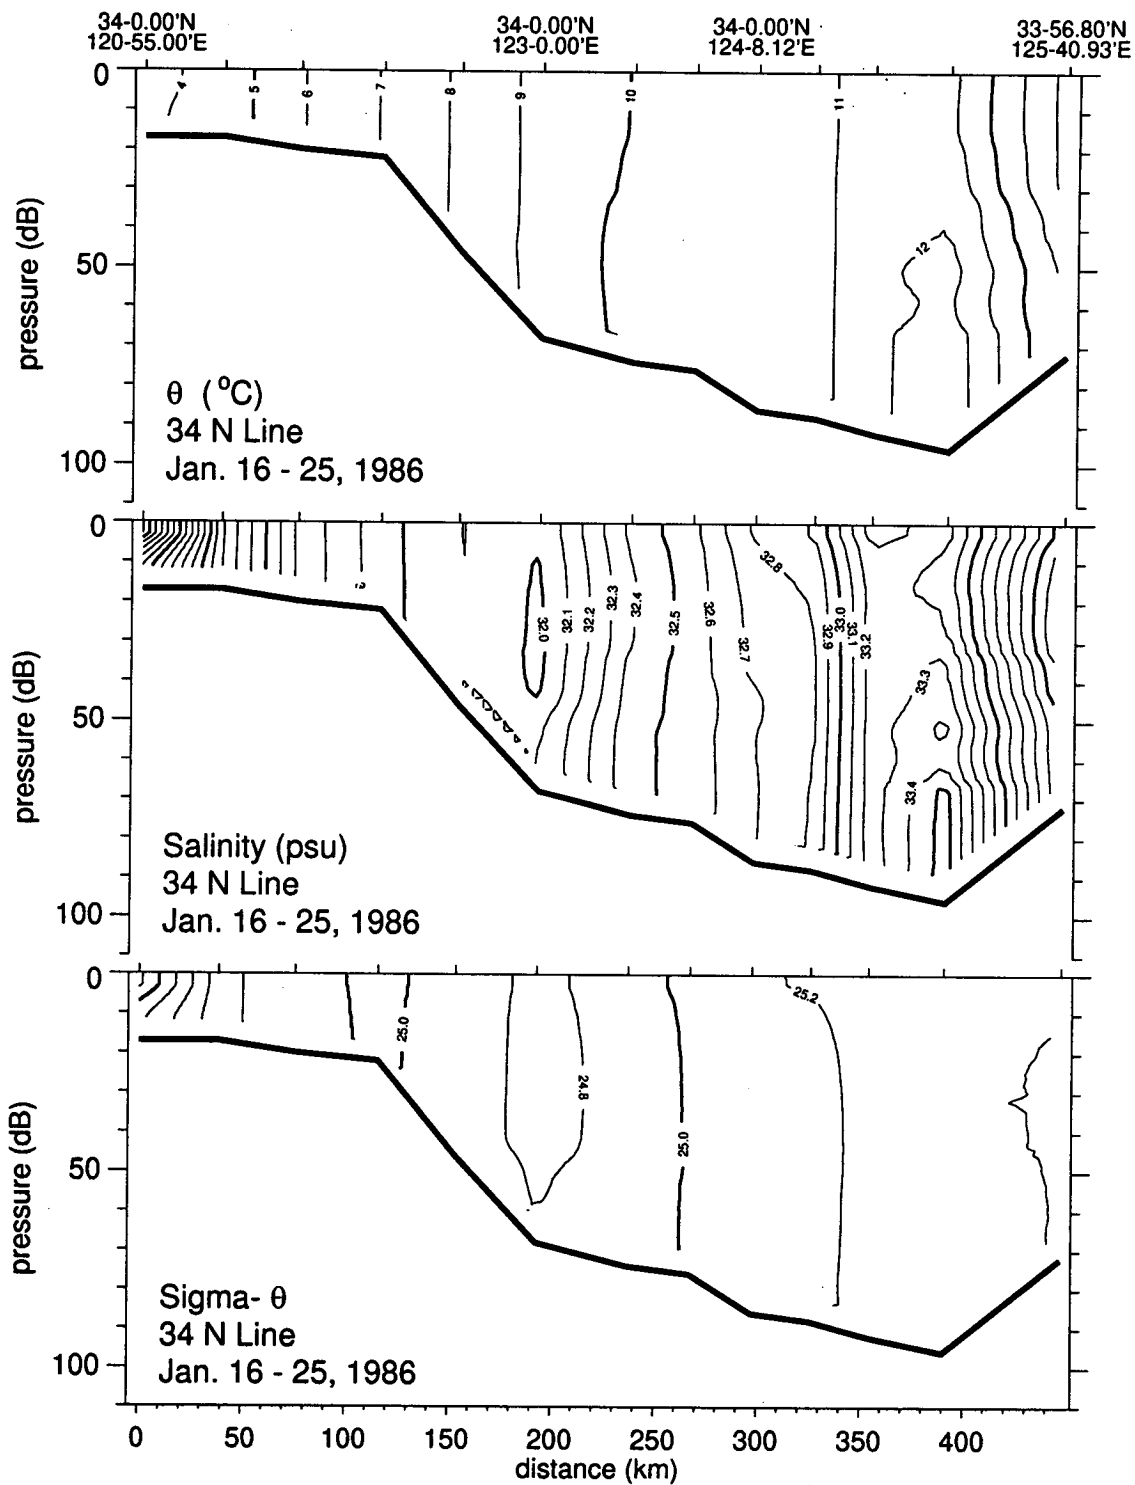 34-0.00'N 34-0.00'N 34-0.00'N 33-56.80'N
120-55.00'E 123-0.00'E 124-8.12'E 125-40.93'E
0
50
100
pressure (dB)
4 5 6 7 8 9 10 11
12
θ (°C)
34 N Line
Jan. 16 - 25, 1986
0
50
100
pressure (dB)
32.0 32.1 32.2 32.3 32.4 32.5 32.6 32.7 32.8 32.9 33.0 33.1 33.2 33.3 33.4
Salinity (psu)
34 N Line
Jan. 16 - 25, 1986
0
50
100
pressure (dB)
25.0 24.8 25.0 25.2
Sigma- θ
34 N Line
Jan. 16 - 25, 1986
0 50 100 150 200 250 300 350 400
distance (km)